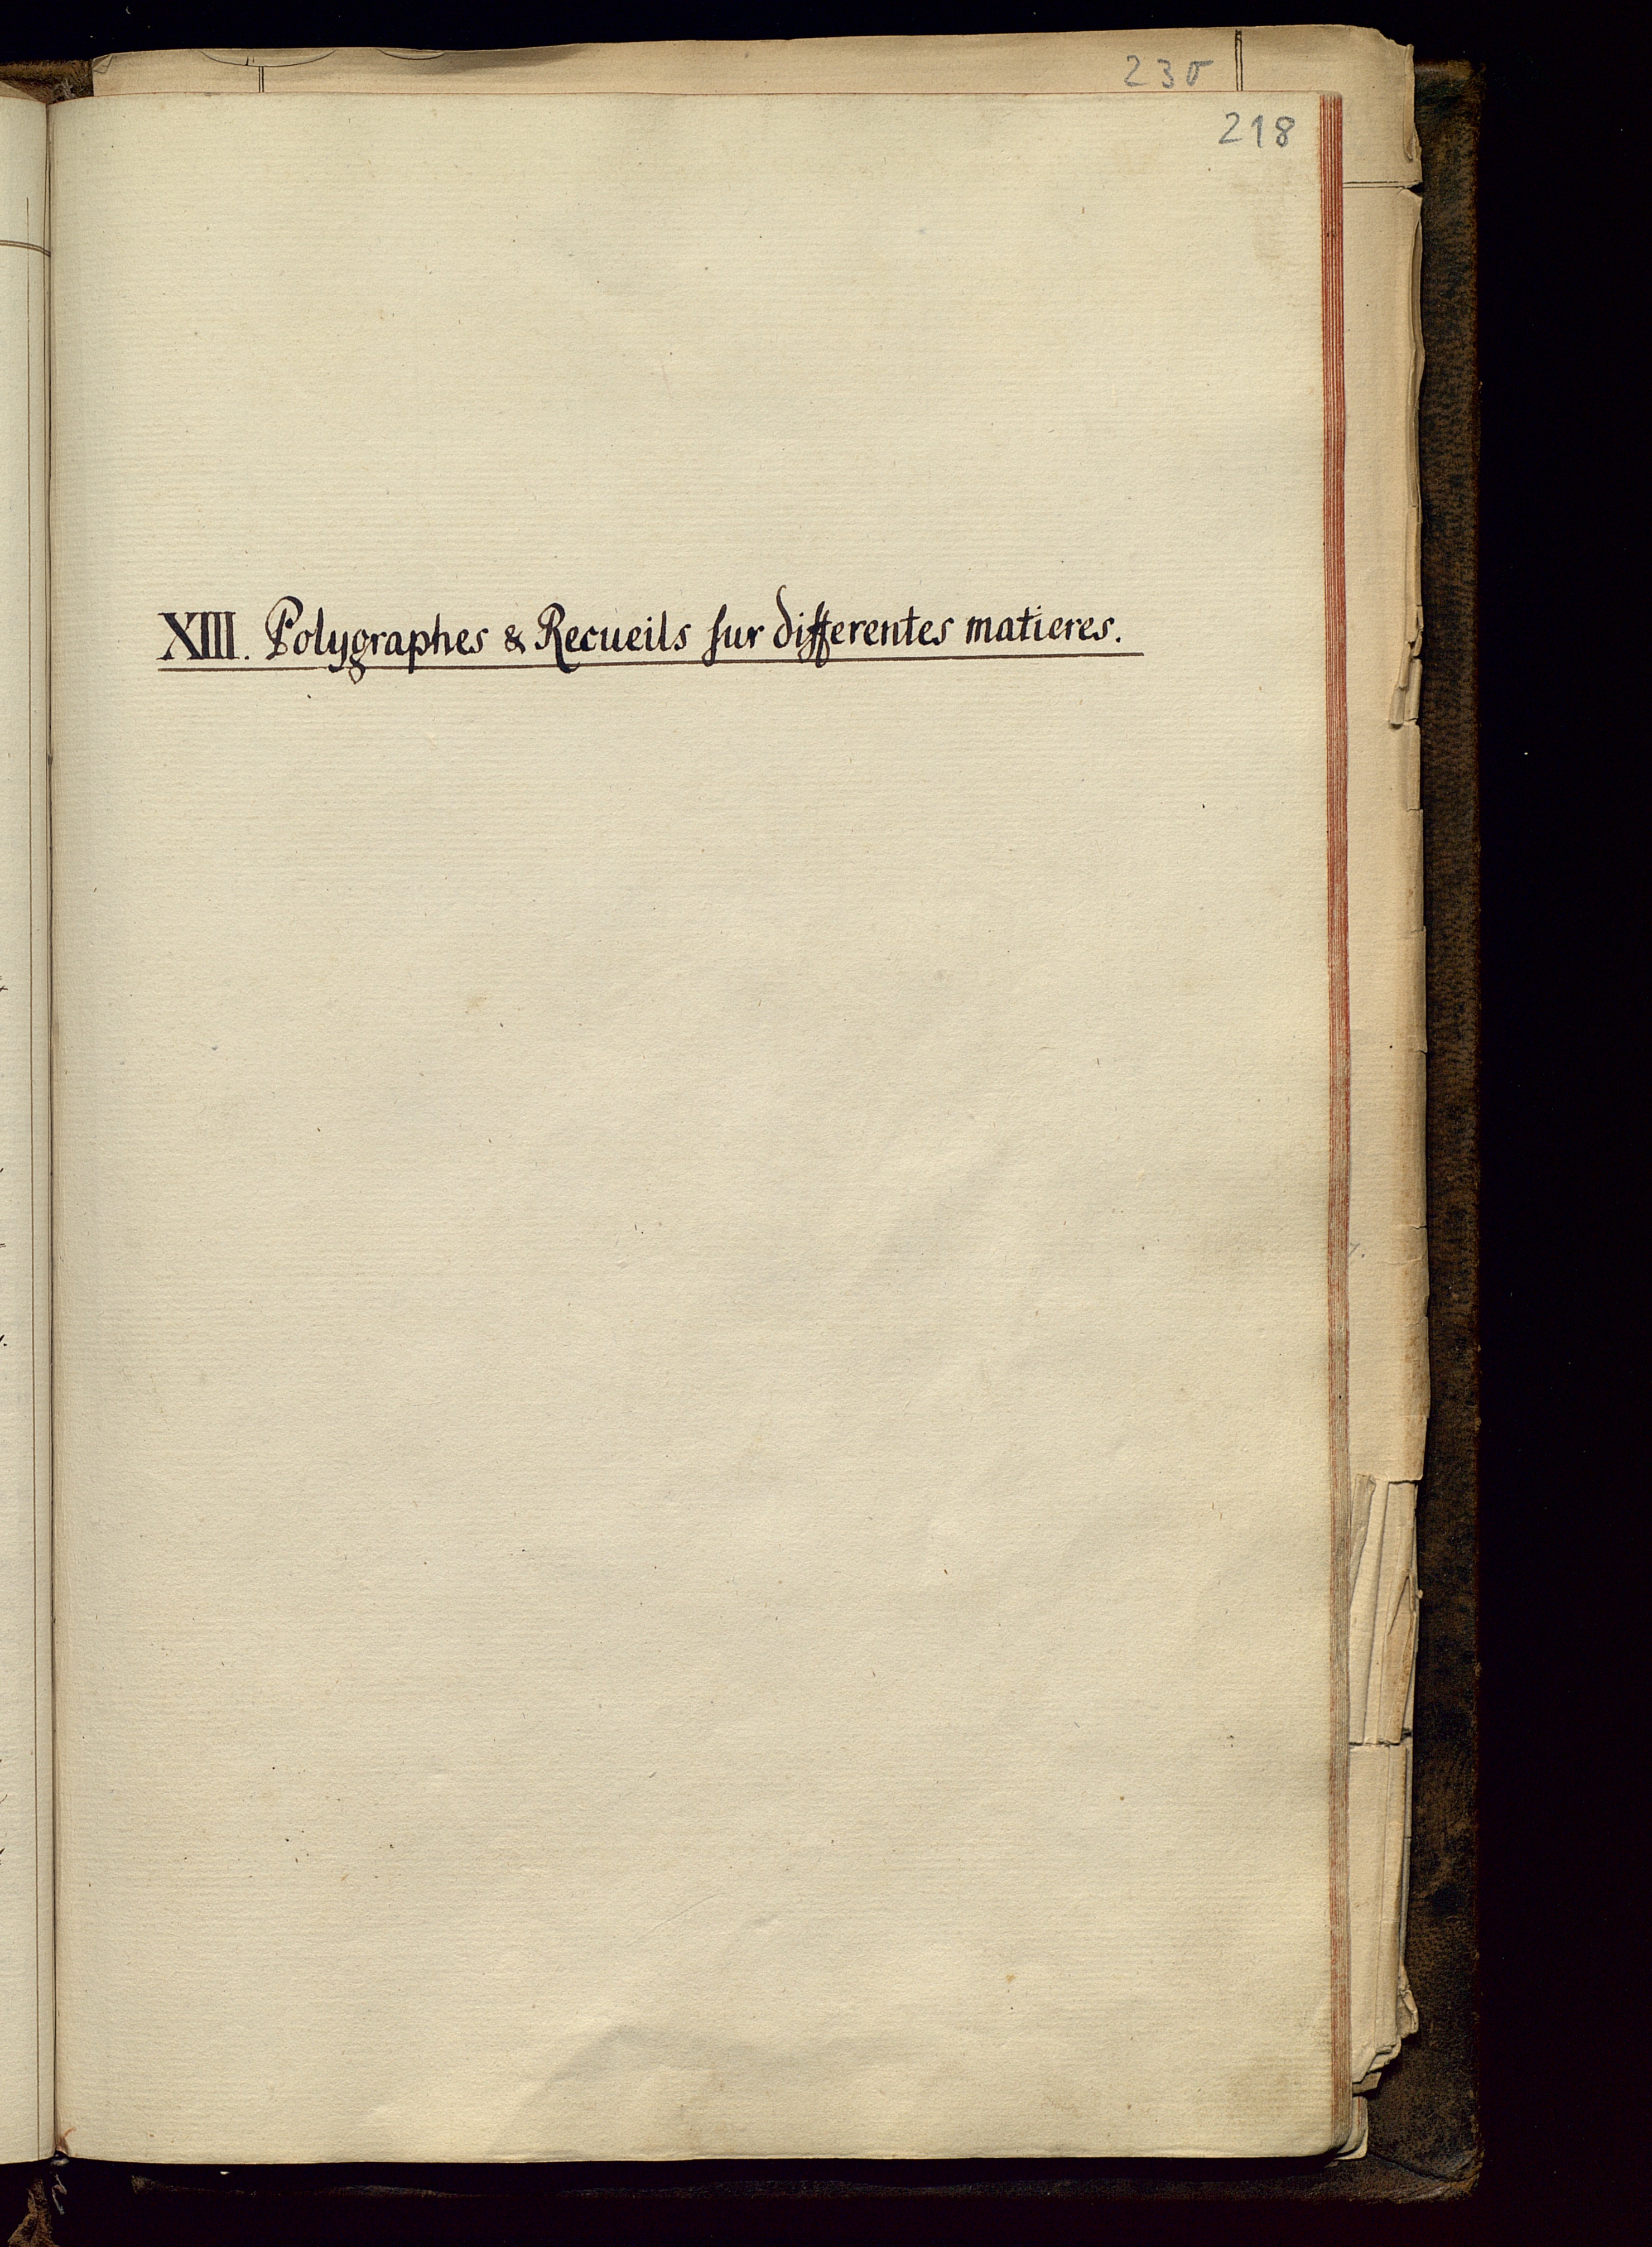 230
218
XIII. Polygraphes & Recueils sur differentes matieres.